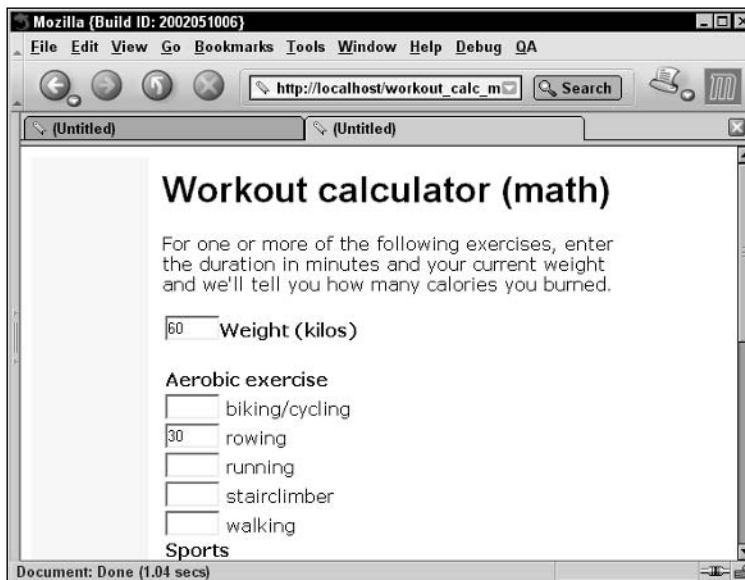 Mozilla {Build ID: 2002051006}
File Edit View Go Bookmarks Tools Window Help Debug QA
http://localhost/workout_calc_m
Search
(Untitled)
(Untitled)
Workout calculator (math)
For one or more of the following exercises, enter
the duration in minutes and your current weight
and we'll tell you how many calories you burned.
60 Weight (kilos)
Aerobic exercise
biking/cycling
30 rowing
running
stairclimber
walking
Sports
Document: Done (1.04 secs)